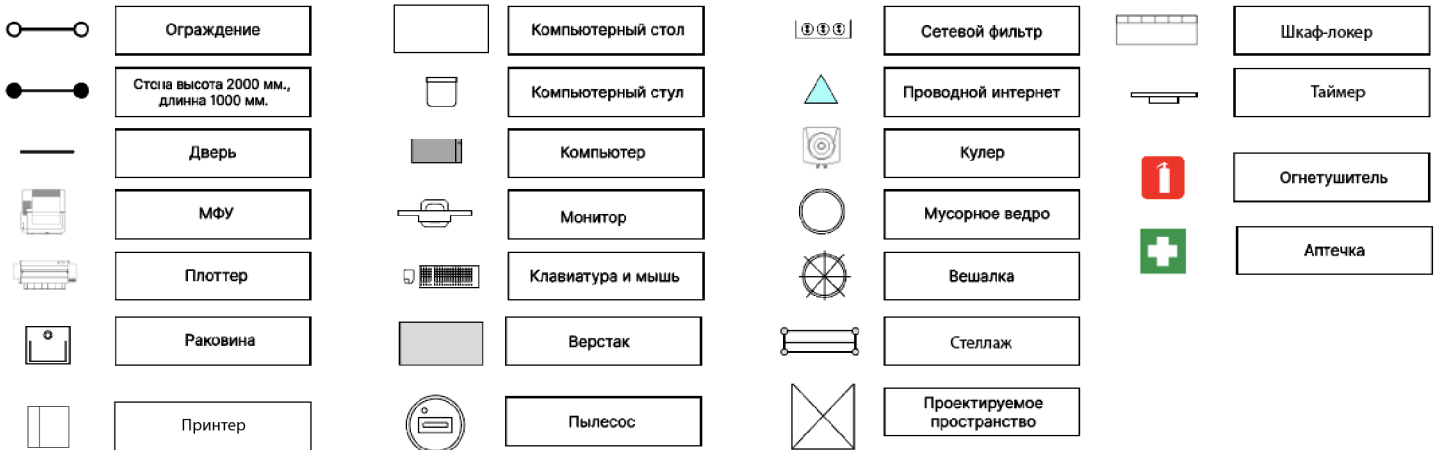 Ограждение
Стена высота 2000 мм.,
длинна 1000 мм.
Дверь
МФУ
Плоттер
Раковина
Принтер
Компьютерный стол
Компьютерный стул
Компьютер
Монитор
Клавиатура и мышь
Верстак
Пылесос
Сетевой фильтр
Проводной интернет
Кулер
Мусорное ведро
Вешалка
Стеллаж
Проектируемое
пространство
Шкаф-локер
Таймер
Огнетушитель
Аптечка